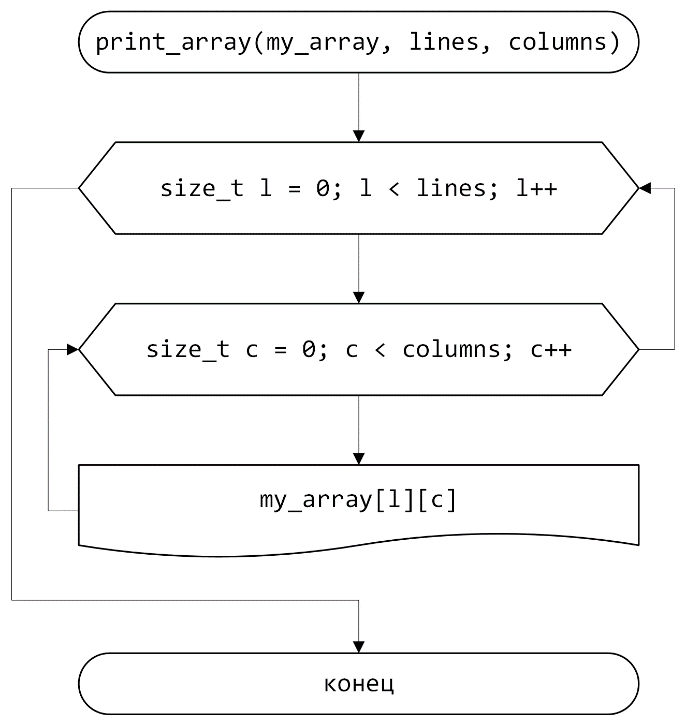 print_array(my_array, lines, columns)
size_t l = 0; l < lines; l++
size_t c = 0; c < columns; c++
my_array[l][c]
конец